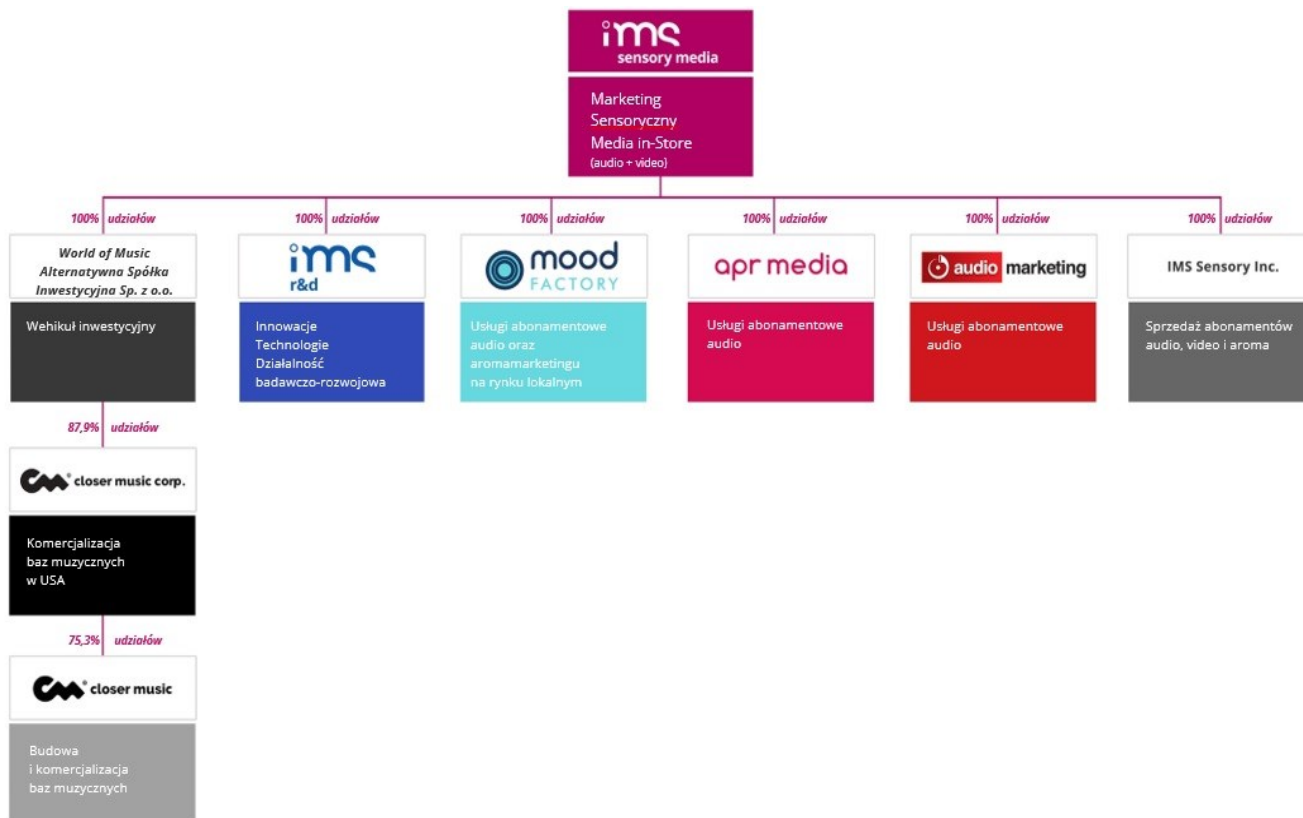 ims
sensory media
Marketing
Sensoryczny
Media in-Store
(audio + video)
100% udziałów
World of Music
Alternatywna Spółka
Inwestycyjna Sp. z o.o.
Wehikuł inwestycyjny
100% udziałów
ims
r&d
Innowacje
Technologie
Działalność
badawczo-rozwojowa
100% udziałów
mood
FACTORY
Usługi abonamentowe
audio oraz
aromamarketingu
na rynku lokalnym
100% udziałów
apr media
Usługi abonamentowe
audio
100% udziałów
audio marketing
Usługi abonamentowe
audio
100% udziałów
IMS Sensory Inc.
Sprzedaż abonamentów
audio, video i aroma
87,9% udziałów
CM® closer music corp.
Komercjalizacja
baz muzycznych
w USA
75,3% udziałów
CM® closer music
Budowa
i komercjalizacja
baz muzycznych